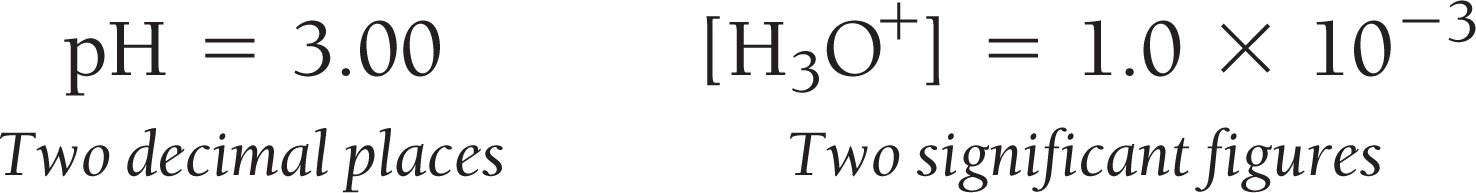 pH = 3.00 [H₃O⁺] = 1.0 × 10⁻³
Two decimal places Two significant figures